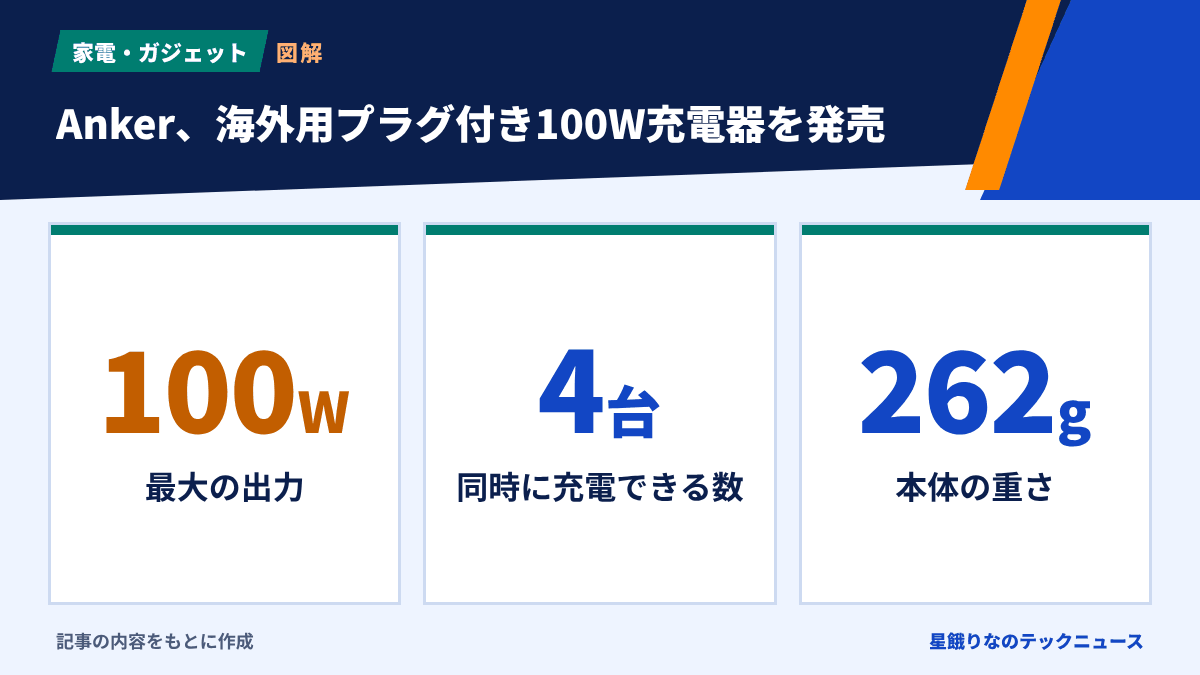 家電・ガジェット 図解
Anker、海外用プラグ付き100W充電器を発売
100W
最大の出力
4台
同時に充電できる数
262g
本体の重さ
記事の内容をもとに作成
星餓りなのテックニュース